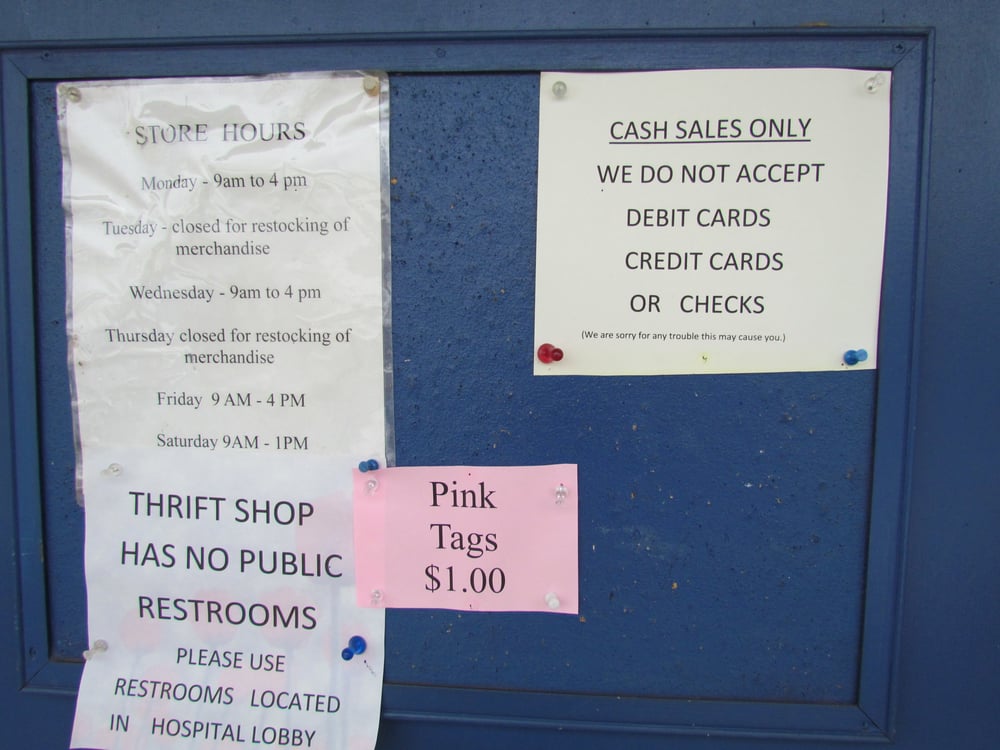 STORE HOURS
Monday - 9am to 4 pm
Tuesday - closed for restocking of
merchandise
Wednesday - 9am to 4 pm
Thursday closed for restocking of
merchandise
Friday 9 AM - 4 PM
Saturday 9AM - 1PM
THRIFT SHOP
HAS NO PUBLIC
RESTROOMS
PLEASE USE
RESTROOMS LOCATED
IN HOSPITAL LOBBY
Pink
Tags
$1.00
CASH SALES ONLY
WE DO NOT ACCEPT
DEBIT CARDS
CREDIT CARDS
OR CHECKS
(We are sorry for any trouble this may cause you.)